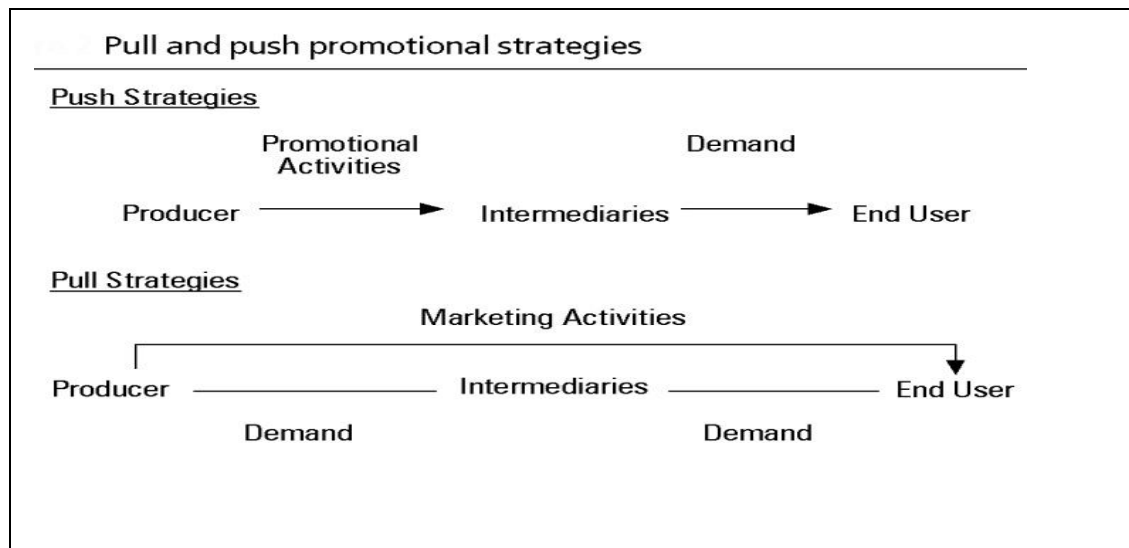 Pull and push promotional strategies
Push Strategies
Promotional
Activities
Demand
Producer
Intermediaries
End User
Pull Strategies
Marketing Activities
Producer
Intermediaries
End User
Demand
Demand